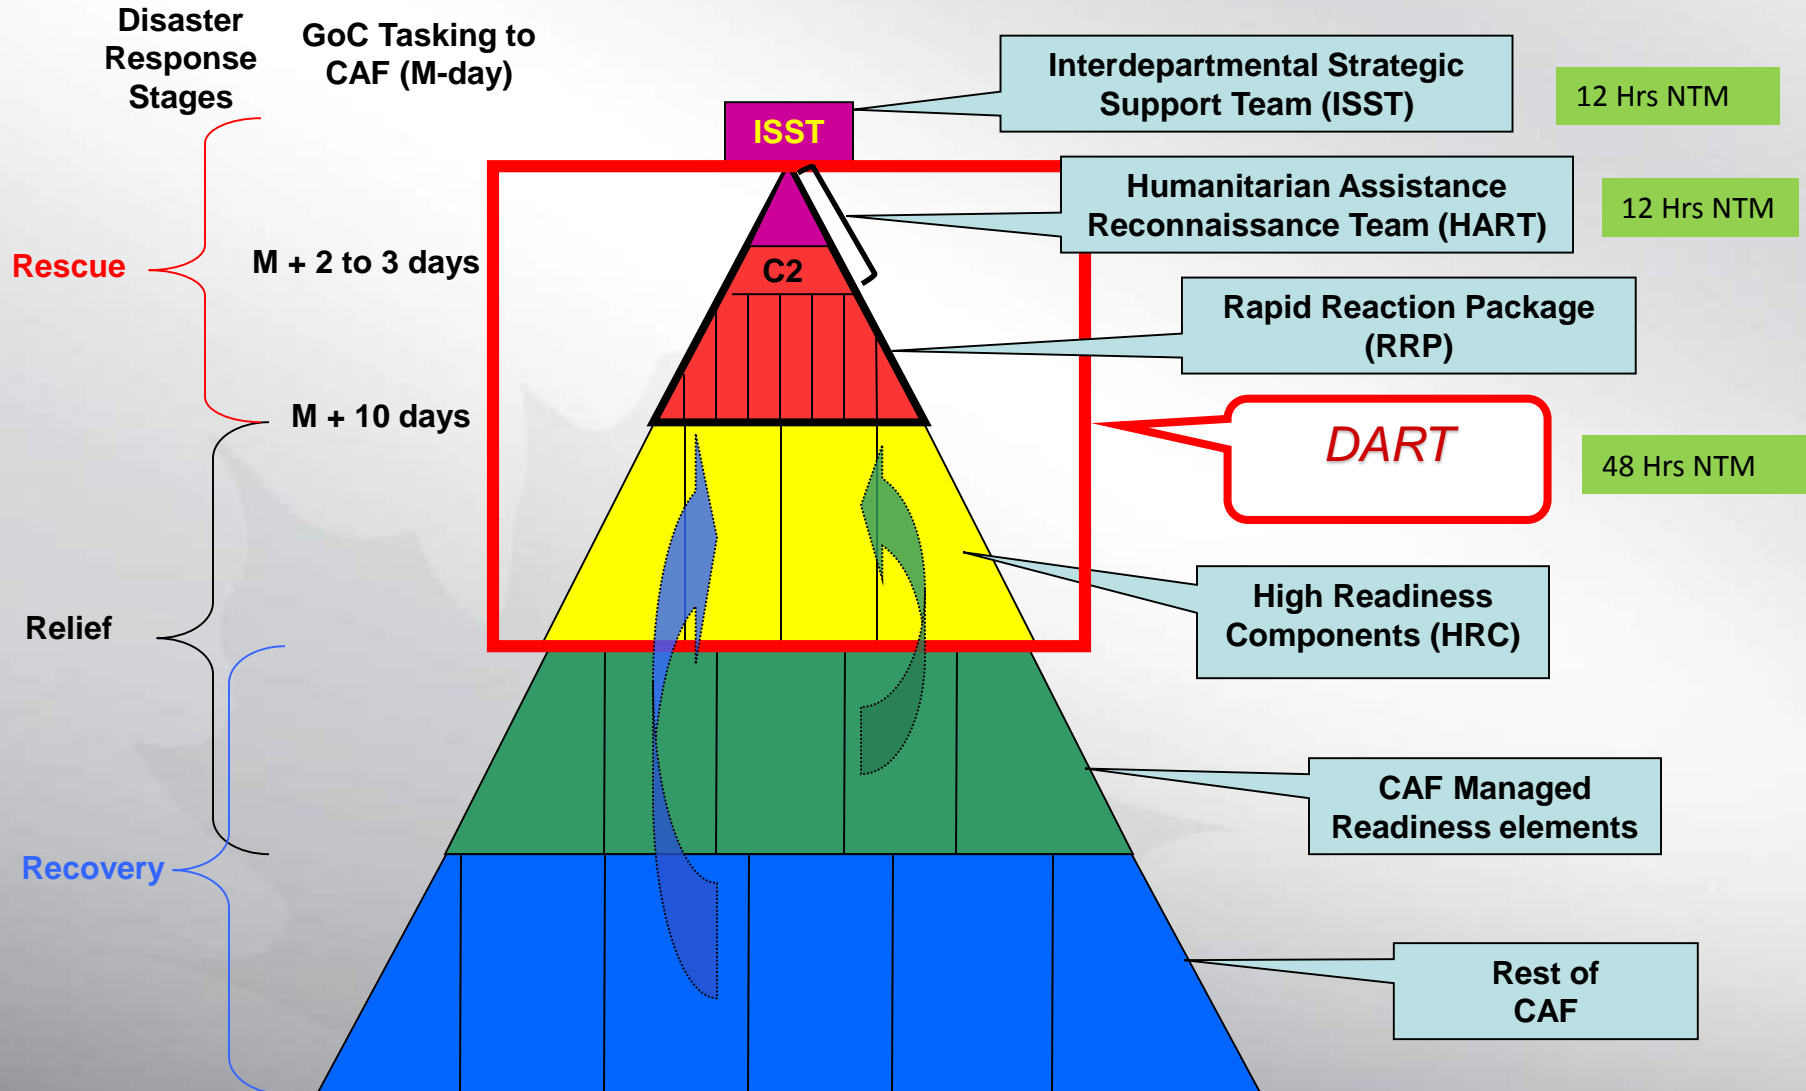 Disaster
Response
Stages
GoC Tasking to
CAF (M-day)
Interdepartmental Strategic
Support Team (ISST)
12 Hrs NTM
ISST
Humanitarian Assistance
Reconnaissance Team (HART)
12 Hrs NTM
Rescue
M + 2 to 3 days
C2
Rapid Reaction Package
(RRP)
M + 10 days
DART
48 Hrs NTM
High Readiness
Components (HRC)
Relief
CAF Managed
Readiness elements
Recovery
Rest of
CAF